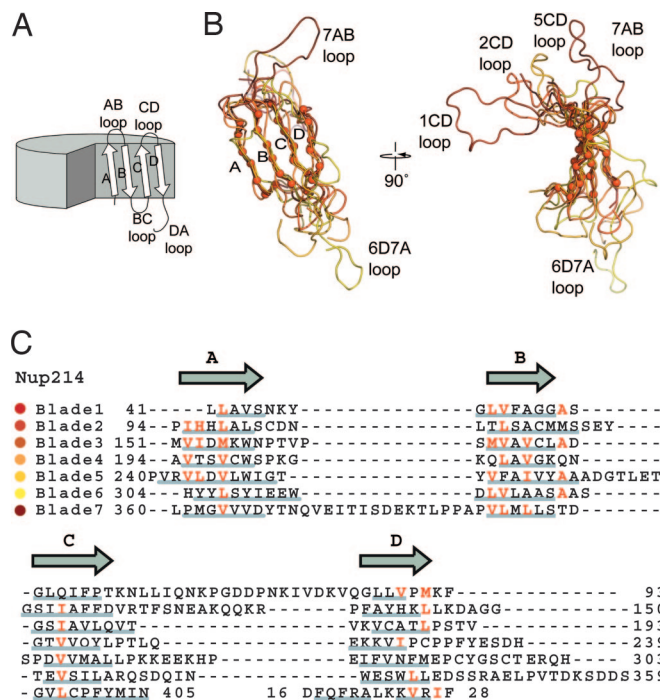 A
AB
loop
CD
loop
A
B
C
D
BC
loop
DA
loop
B
7AB
loop
A
B
C
D
6D7A
loop
90°
5CD
loop
7AB
loop
2CD
loop
1CD
loop
6D7A
loop
C
A B
Nup214
Blade1 41-----LLAVSNKY------------------GLVFAGGAS---------
Blade2 94--PIHHLALSCDN------------------LTLSACMMSSEY------
Blade3 151--MVIDMKWNPTVP-----------------SMVAVCLAD---------
Blade4 194--AVTSVCWSPKG------------------KQLAVGKQN---------
Blade5 240PVRVLDVLWIGT-------------------YVFAIVYAAADGTLET
Blade6 304---HYYLSYIEEW-----------------DLVLAASAAS--------
Blade7 360--LPMGVVVDYTNQVEITISDEKTLPPAPVLMLLSTD----------
C D
-GLQIFPTKNLLIQNKPGDDPNKIVDKVQGLLVPMKF------------- 93
GSIIAFFDVRTFSNEAKQQKR--------PFAYHKLLKDAGG-------- 150
-GSIAVLQVT-------------------VKVCATLPST----------- 193
-GTVVQYLPTLQ-----------------EKKVIPCPPFYESDH------ 239
SPDVVMALLPKKEEKHP------------EIFVNFMEPCYGSCTERQH-- 303
-TEVSILARQSDQIN--------------WESWLLEDSSRAELPVTDKSDDS 359
-GVLCPFYMIN 405 16 DFQFRALKKVRIF 28